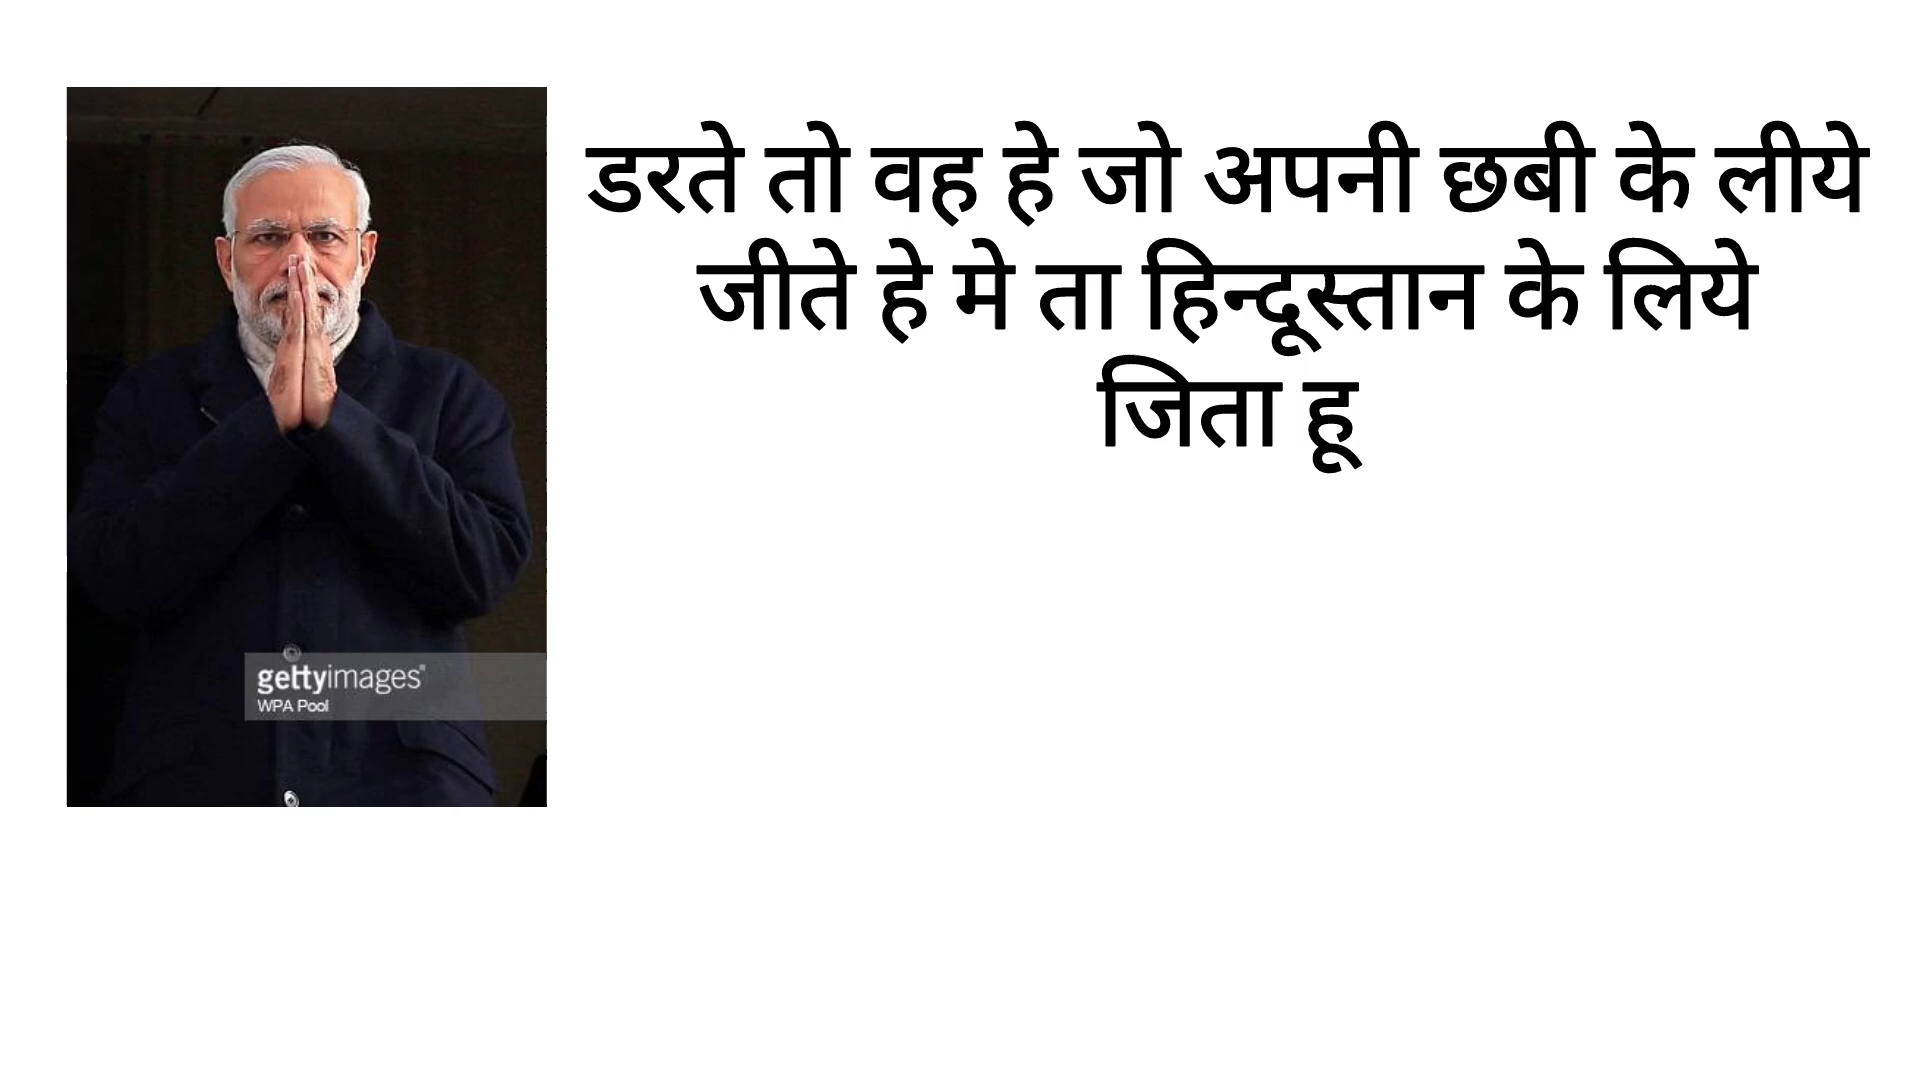 डरते तो वह हे जो अपनी छबी के लीये
जीते हे मे ता हिन्दूस्तान के लिये
जिता हू
gettyimages®
WPA Pool